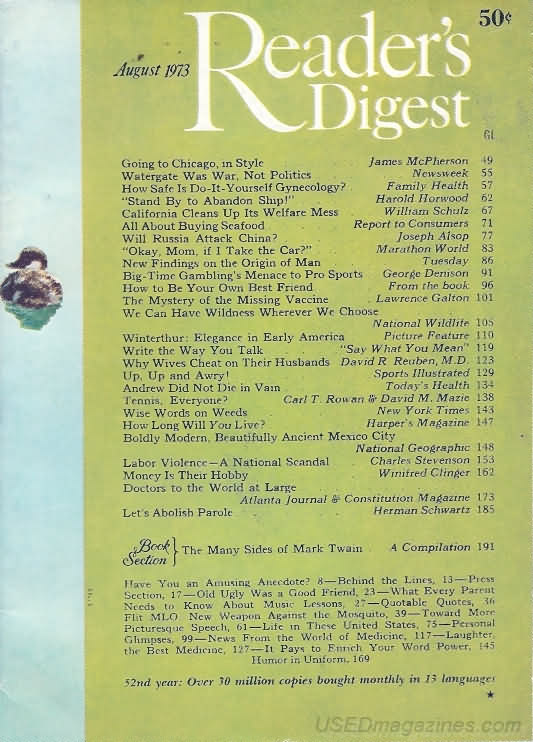 50¢
August 1973
Reader's
Digest
Going to Chicago, in Style James McPherson 49
Watergate Was War, Not Politics Newsweek 55
How Safe Is Do-It-Yourself Gynecology? Family Health 57
"Stand By to Abandon Ship!" Harold Horwood 62
California Cleans Up Its Welfare Mess William Schulz 67
All About Buying Seafood Report to Consumers 71
Will Russia Attack China? Joseph Alsop 77
"Okay, Mom, if I Take the Car?" Marathon World 83
New Findings on the Origin of Man Tuesday 86
Big-Time Gambling's Menace to Pro Sports George Denison 91
How to Be Your Own Best Friend From the book 96
The Mystery of the Missing Vaccine Lawrence Galton 101
We Can Have Wildness Wherever We Choose
National Wildlife 105
Winterthur: Elegance in Early America Picture Feature 110
Write the Way You Talk "Say What You Mean" 119
Why Wives Cheat on Their Husbands David R. Reuben, M.D. 123
Up, Up and Awry! Sports Illustrated 129
Andrew Did Not Die in Vain Today's Health 134
Tennis, Everyone? Carl T. Rowan & David M. Mazie 138
Wise Words on Weeds New York Times 143
How Long Will You Live? Harper's Magazine 147
Boldly Modern, Beautifully Ancient Mexico City
National Geographic 148
Labor Violence—A National Scandal Charles Stevenson 153
Money Is Their Hobby Winifred Clinger 162
Doctors to the World at Large
Atlanta Journal & Constitution Magazine 173
Let's Abolish Parole Herman Schwartz 185
Book
Section } The Many Sides of Mark Twain A Compilation 191
Have You an Amusing Anecdote? 8—Behind the Lines, 13—Press
Section, 17—Old Ugly Was a Good Friend, 23—What Every Parent
Needs to Know About Music Lessons, 27—Quotable Quotes, 36
Flit MLO New Weapon Against the Mosquito, 39—Toward More
Picturesque Speech, 61—Life in These United States, 75—Personal
Glimpses, 99—News From the World of Medicine, 117—Laughter,
the Best Medicine, 127—It Pays to Enrich Your Word Power, 145
Humor in Uniform, 169
52nd year: Over 30 million copies bought monthly in 13 languages
USEDmagazines.com